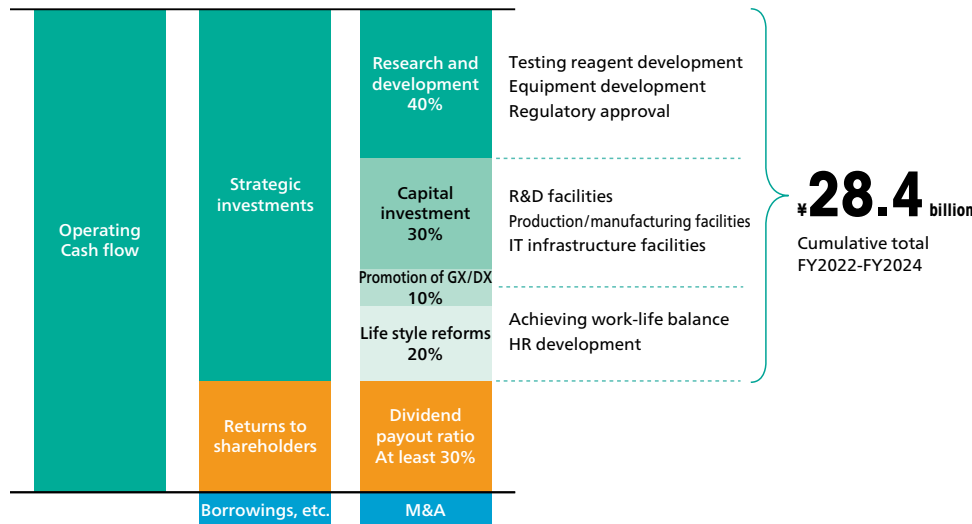 Operating
Cash flow
Strategic
investments
Returns to
shareholders
Borrowings, etc.
Research and
development
40%
Capital
investment
30%
Promotion of GX/DX
10%
Life style reforms
20%
Dividend
payout ratio
At least 30%
M&A
Testing reagent development
Equipment development
Regulatory approval
R&D facilities
Production/manufacturing facilities
IT infrastructure facilities
Achieving work-life balance
HR development
¥28.4 billion
Cumulative total
FY2022-FY2024